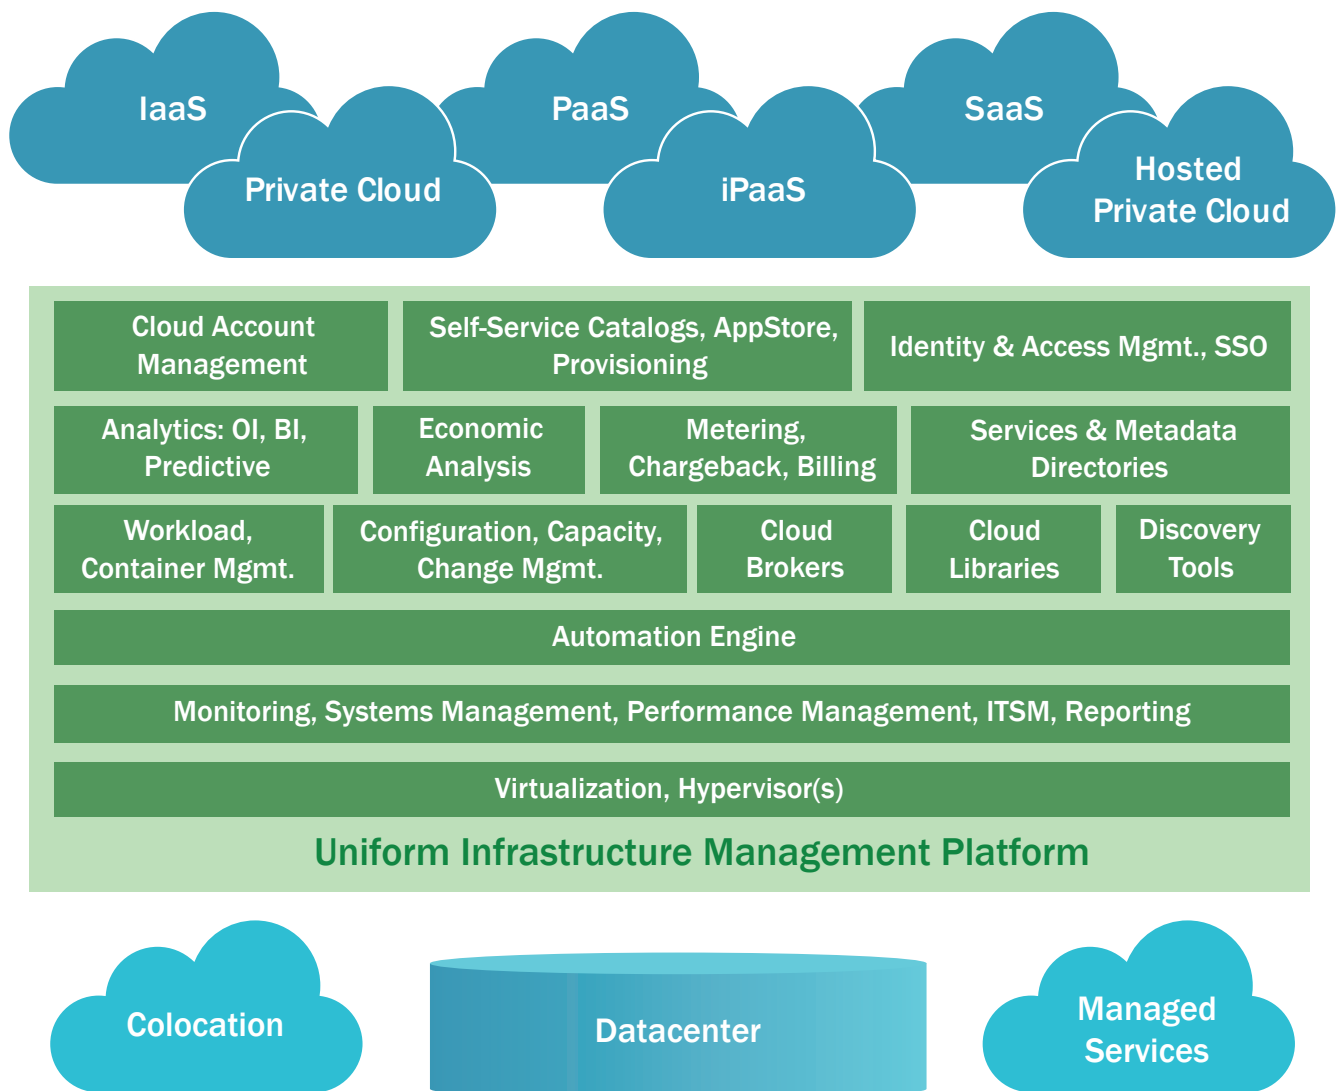 IaaS
PaaS
SaaS
Private Cloud
iPaaS
Hosted
Private Cloud
Cloud Account
Management
Self-Service Catalogs, AppStore,
Provisioning
Identity & Access Mgmt., SSO
Analytics: OI, BI,
Predictive
Economic
Analysis
Metering,
Chargeback, Billing
Services & Metadata
Directories
Workload,
Container Mgmt.
Configuration, Capacity,
Change Mgmt.
Cloud
Brokers
Cloud
Libraries
Discovery
Tools
Automation Engine
Monitoring, Systems Management, Performance Management, ITSM, Reporting
Virtualization, Hypervisor(s)
Uniform Infrastructure Management Platform
Colocation
Datacenter
Managed
Services